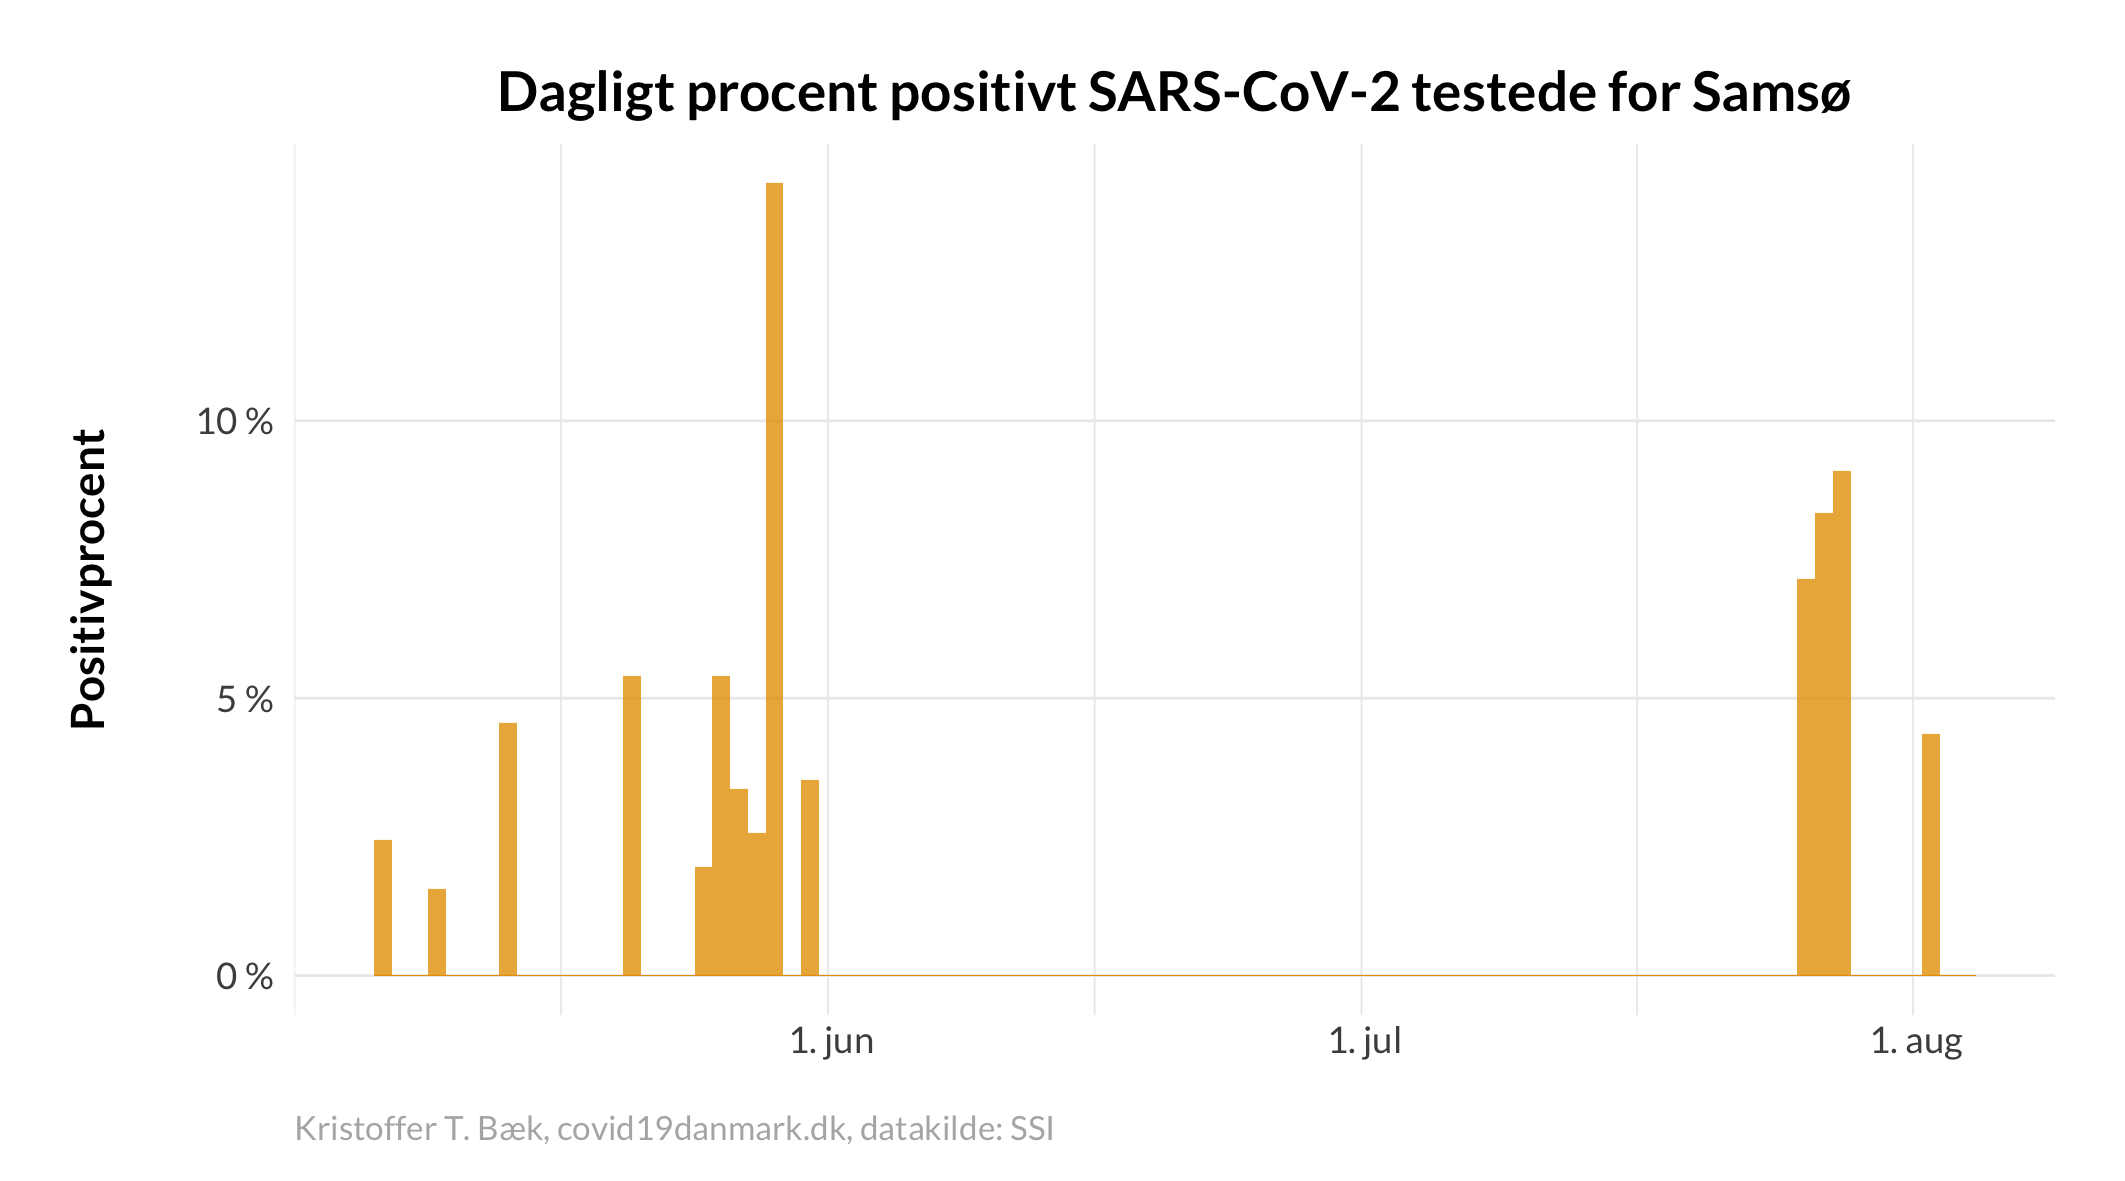 Dagligt procent positivt SARS-CoV-2 testede for Samsø
Positivprocent
10 %
5 %
0 %
1. jun
1. jul
1. aug
Kristoffer T. Bæk, covid19danmark.dk, datakilde: SSI